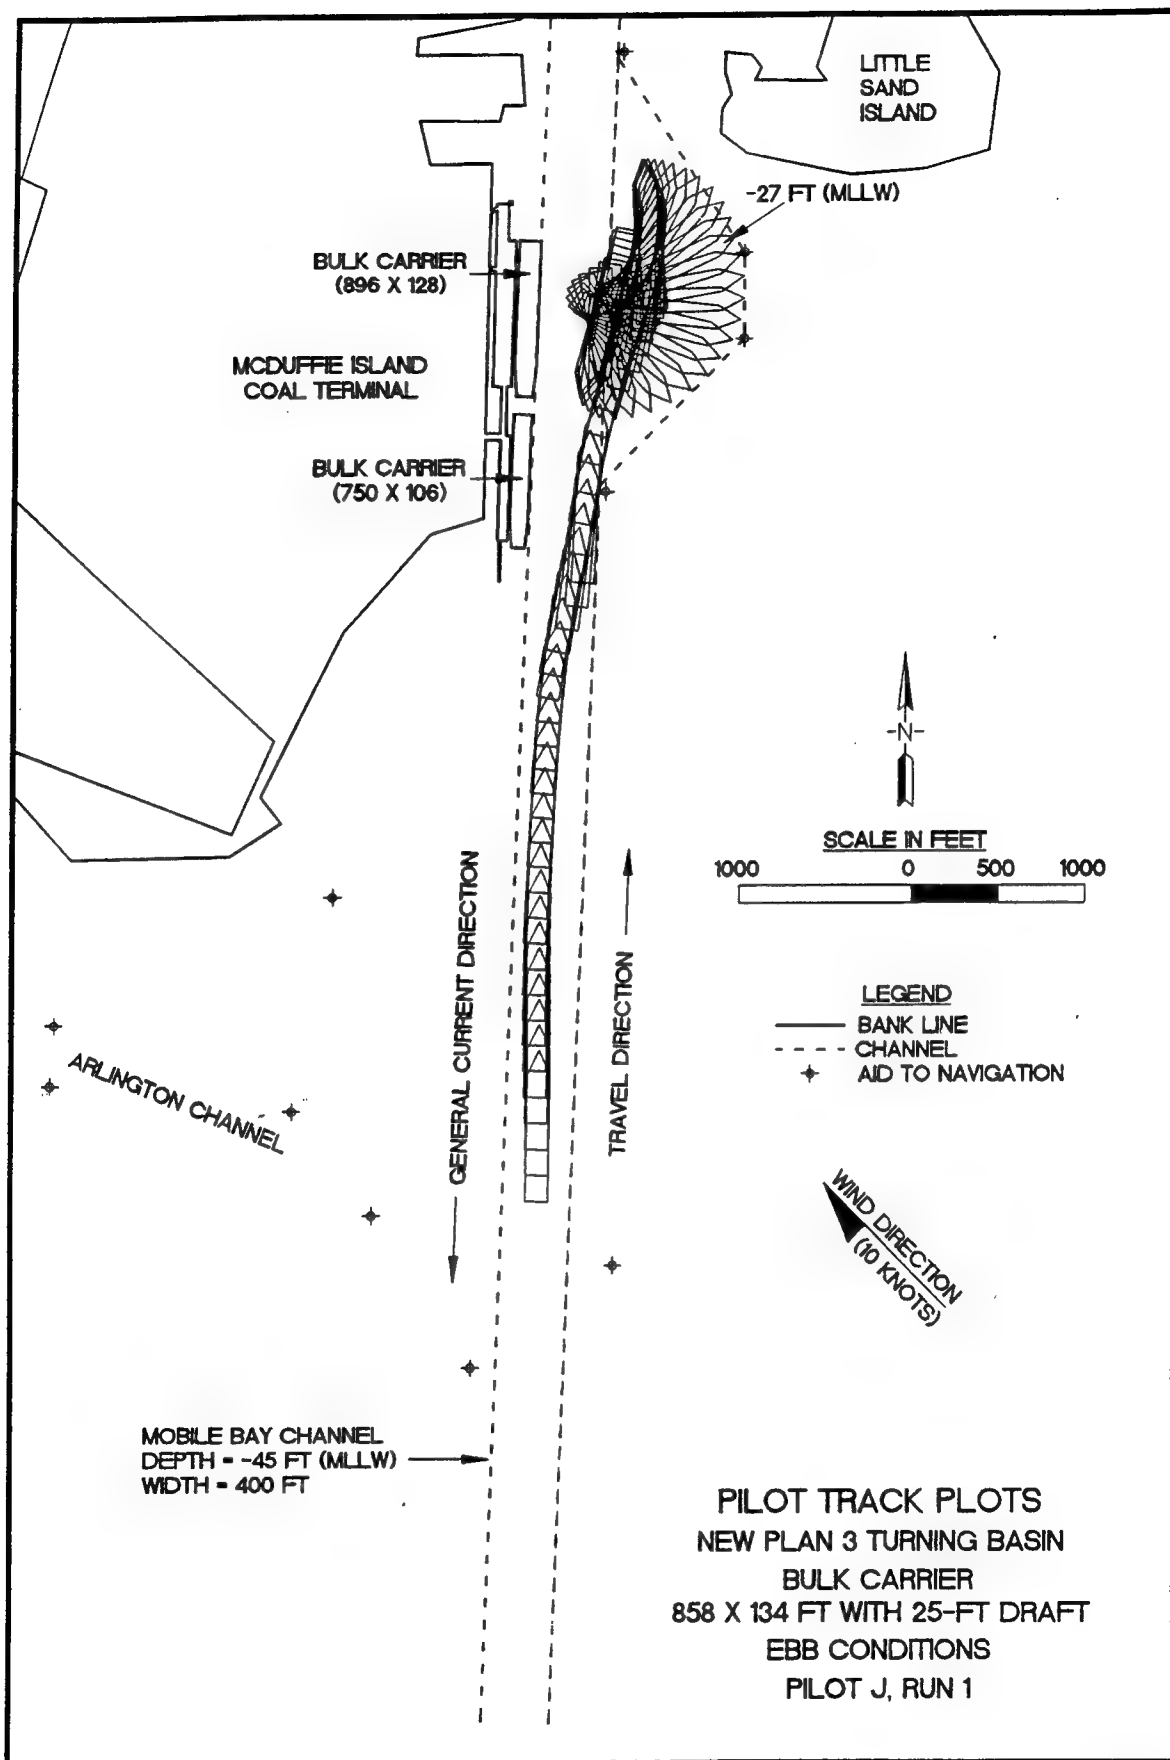 LITTLE
SAND
ISLAND
-27 FT (MLLW)
BULK CARRIER
(896 X 128)
MCDUFFIE ISLAND
COAL TERMINAL
BULK CARRIER
(750 X 106)
-N-
SCALE IN FEET
1000 0 500 1000
GENERAL CURRENT DIRECTION
TRAVEL DIRECTION
LEGEND
BANK LINE
CHANNEL
AID TO NAVIGATION
ARLINGTON CHANNEL
WIND DIRECTION
(10 KNOTS)
MOBILE BAY CHANNEL
DEPTH = -45 FT (MLLW)
WIDTH = 400 FT
PILOT TRACK PLOTS
NEW PLAN 3 TURNING BASIN
BULK CARRIER
858 X 134 FT WITH 25-FT DRAFT
EBB CONDITIONS
PILOT J, RUN 1